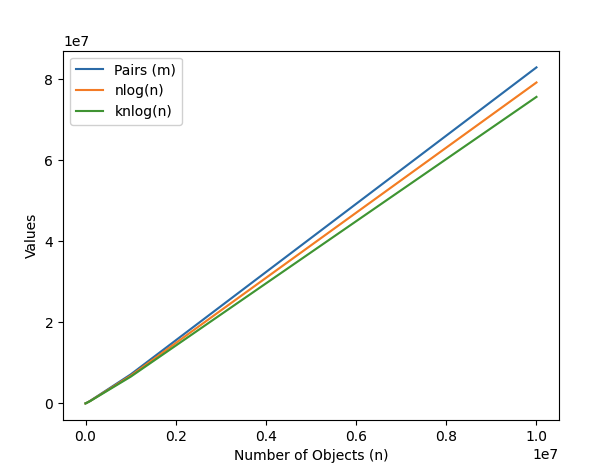 1e7
Pairs (m)
nlog(n)
knlog(n)
8
6
4
2
0
Values
0.0 0.2 0.4 0.6 0.8 1.0
1e7
Number of Objects (n)